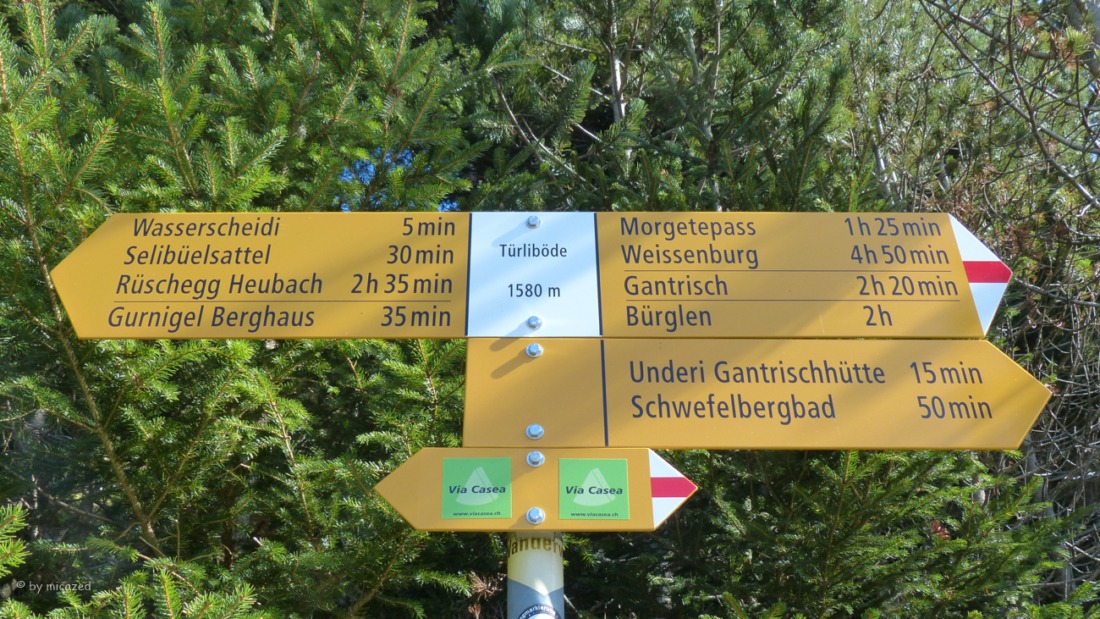 Wasserscheidi 5 min
Selibüelsattel 30 min
Rüschegg Heubach 2 h 35 min
Gurnigel Berghaus 35 min
Türliböde
1580 m
Morgetepass 1 h 25 min
Weissenburg 4 h 50 min
Gantrisch 2 h 20 min
Bürglen 2 h
Underi Gantrischhütte 15 min
Schwefelbergbad 50 min
Via Casea
www.viacasea.ch
Via Casea
www.viacasea.ch
© by micazed